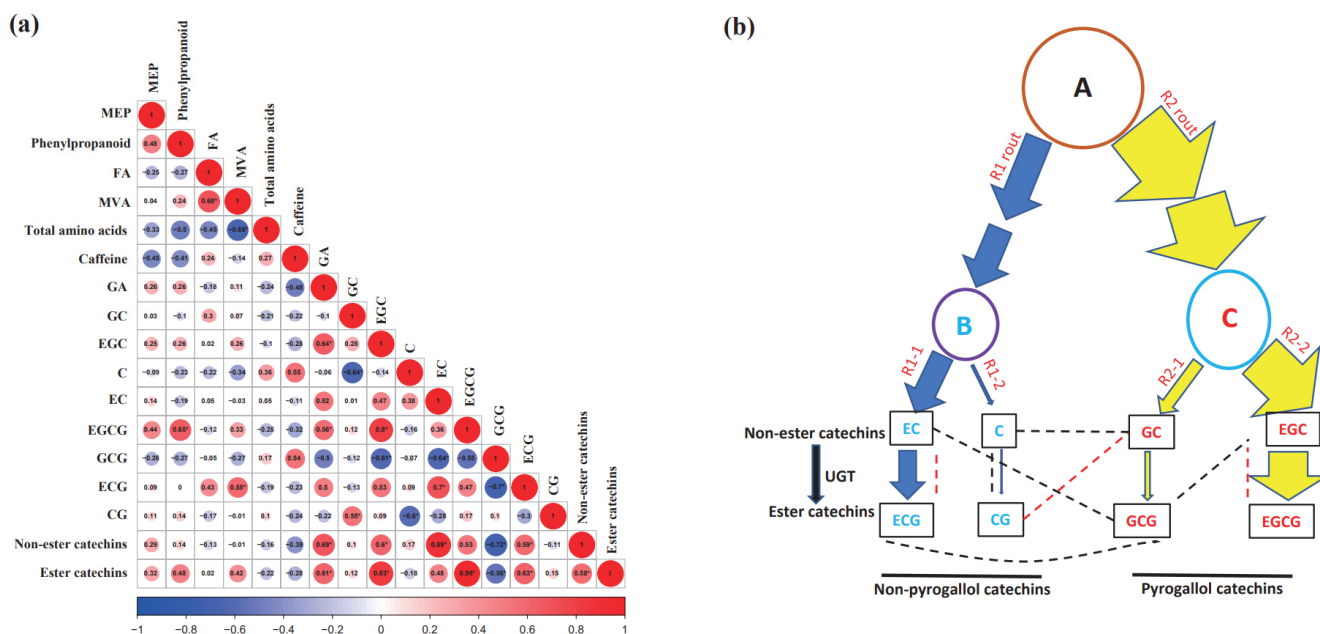 (a)
MEP
Phenylpropanoid
FA
MVA
Total amino acids
Caffeine
GA
GC
EGC
C
EC
EGCG
GCG
ECG
CG
Non-ester catechins
Ester catechins
MEP 1
Phenylpropanoid 0.48 1
FA −0.25 −0.27 1
MVA 0.04 0.24 0.68* 1
Total amino acids −0.33 −0.5 −0.45 1
Caffeine −0.45 −0.41 0.24 −0.14 0.27 1
GA 0.26 0.26 −0.18 0.11 −0.24 −0.48 1
GC 0.03 −0.1 0.3 0.07 −0.21 −0.22 −0.1 1
EGC 0.25 0.26 0.02 0.26 −0.1 −0.28 0.64* 0.28 1
C −0.09 −0.23 −0.22 −0.34 0.36 0.55 −0.06 −0.64* −0.14 1
EC 0.14 −0.19 0.05 −0.03 0.05 −0.11 0.52 0.01 0.47 0.38 1
EGCG 0.44 0.65* −0.12 0.33 −0.25 −0.32 0.56* 0.12 0.8* −0.16 0.36 1
GCG −0.26 −0.27 −0.05 −0.27 0.17 0.54 −0.5 −0.12 −0.61* −0.07 −0.64* −0.55 1
ECG 0.09 0 0.43 0.58* −0.19 −0.23 0.5 −0.13 0.53 0.09 0.7* 0.47 −0.7* 1
CG 0.11 0.14 −0.17 −0.01 0.1 −0.24 −0.22 0.55* 0.09 −0.6* −0.28 0.17 0.1 −0.3 1
Non-ester catechins 0.29 0.14 −0.13 −0.01 −0.16 −0.39 0.69* 0.1 0.6* 0.17 0.89* 0.53 −0.72* 0.59* −0.11 1
Ester catechins 0.32 0.48 0.02 0.42 −0.22 −0.28 0.61* 0.12 0.83* −0.18 0.48 0.96* −0.56* 0.63* 0.15 0.58* 1
−1 −0.8 −0.6 −0.4 −0.2 0 0.2 0.4 0.6 0.8 1
(b)
A
R1 rout
R2 rout
B
C
R1-1
R1-2
R2-1
R2-2
Non-ester catechins
EC
C
GC
EGC
UGT
Ester catechins
ECG
CG
GCG
EGCG
Non-pyrogallol catechins
Pyrogallol catechins